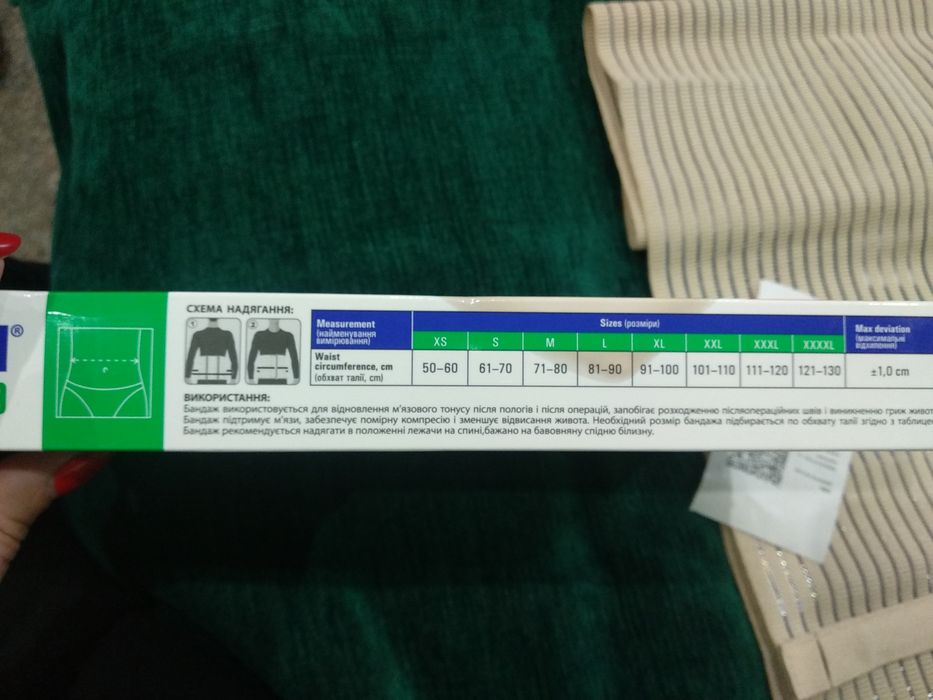 ®
СХЕМА НАДЯГАННЯ:
1 2
Measurement
(найменування
вимірювання)
Sizes (розміри)
Max deviation
(максимальні
відхилення)
XS S M L XL XXL XXXL XXXXL
Waist
circumference, cm
(обхват талії, cm)
50–60 61–70 71–80 81–90 91–100 101–110 111–120 121–130 ±1,0 cm
ВИКОРИСТАННЯ:
Бандаж використовується для відновлення м'язового тонусу після пологів і після операцій, запобігає розходженню післяопераційних швів і виникненню гриж живот
Бандаж підтримує м'язи, забезпечує помірну компресію і зменшує відвисання живота. Необхідний розмір бандажа підбирається по обхвату талії згідно з таблице
Бандаж рекомендується надягати в положенні лежачи на спині,бажано на бавовняну спідню білизну.